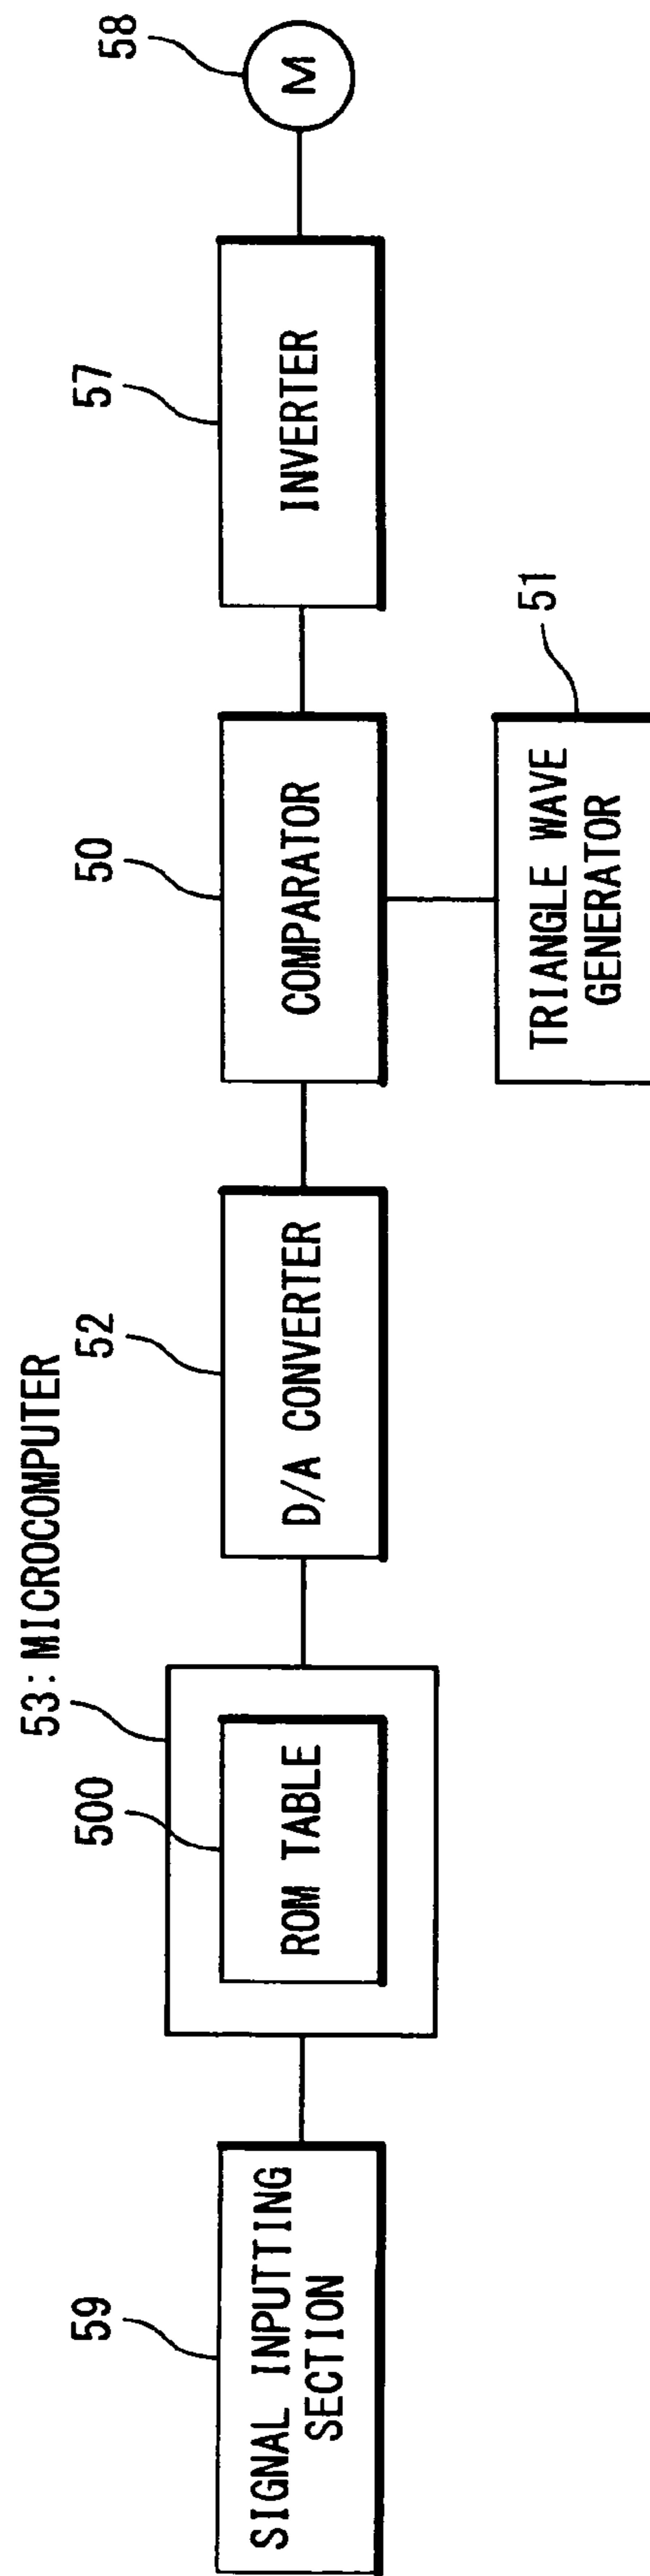 53:MICROCOMPUTER
59
500
52
50
57
58
SIGNAL INPUTTING
SECTION
ROM TABLE
D/A CONVERTER
COMPARATOR
INVERTER
M
51
TRIANGLE WAVE
GENERATOR